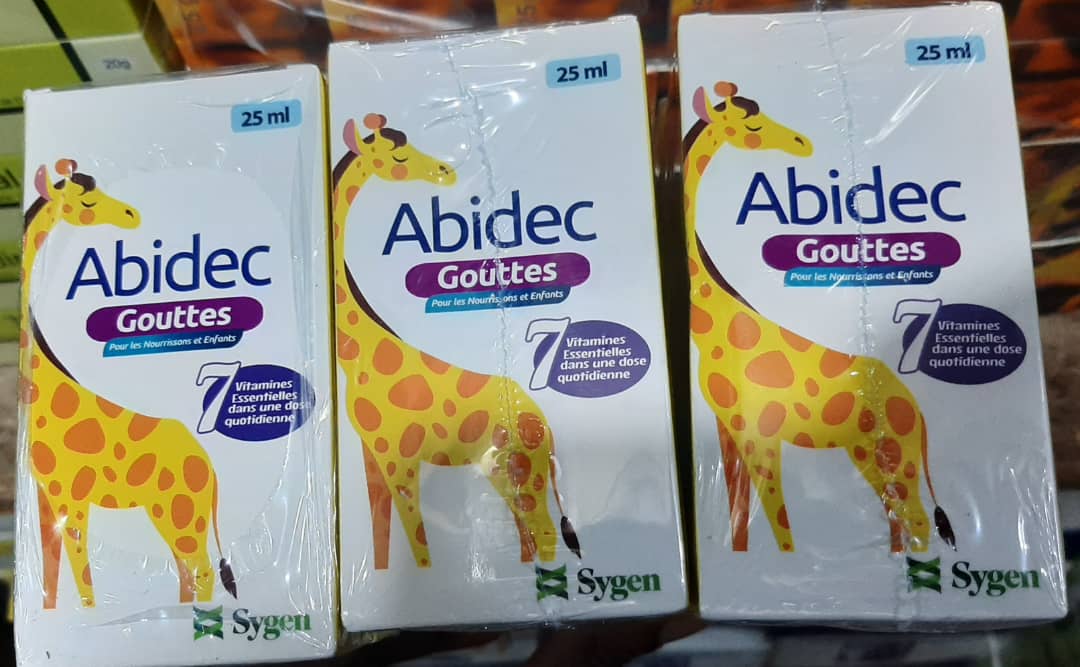 20g
25 ml
Abidec
Gouttes
Pour les Nourrissons et Enfants
7 Vitamines
Essentielles
dans une dose
quotidienne
Sygen
25 ml
Abidec
Gouttes
Pour les Nourrissons et Enfants
7 Vitamines
Essentielles
dans une dose
quotidienne
Sygen
25 ml
Abidec
Gouttes
Pour les Nourrissons et Enfants
7 Vitamines
Essentielles
dans une dose
quotidienne
Sygen